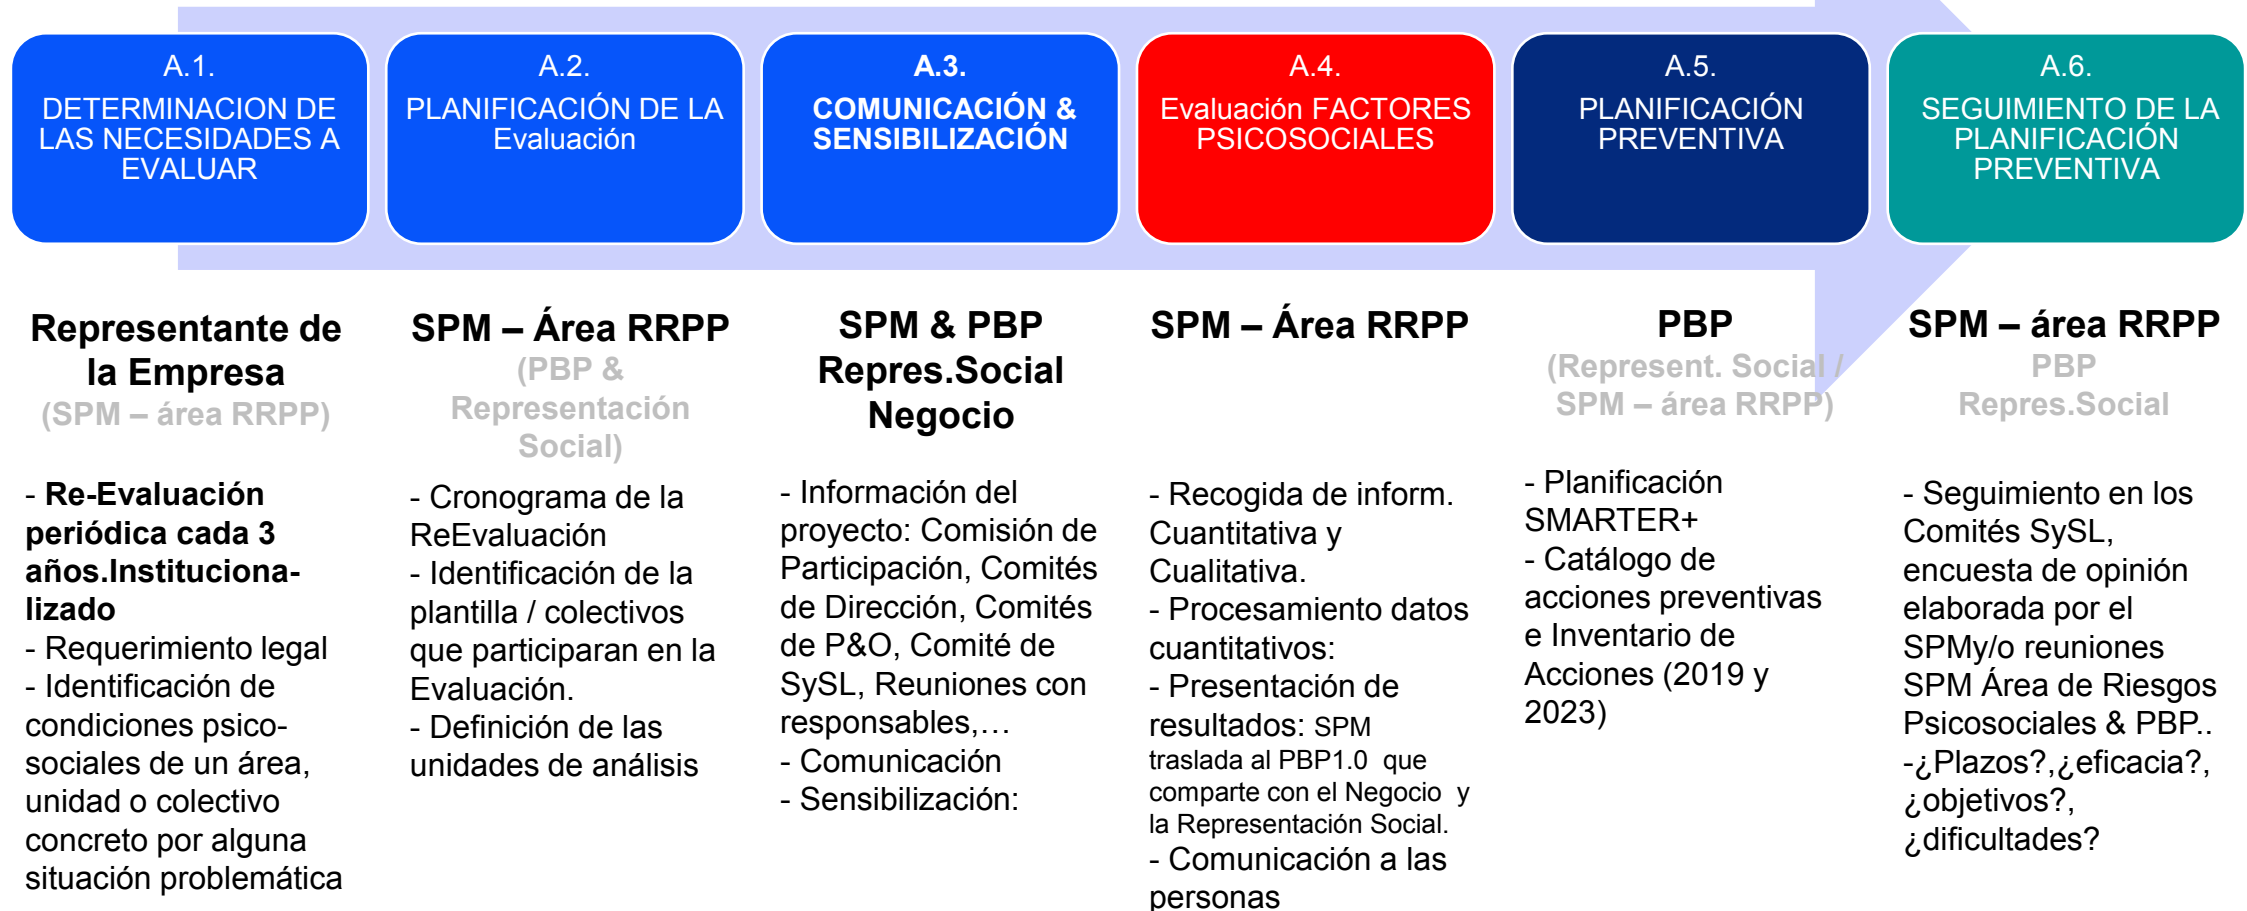 A.1.
DETERMINACION DE
LAS NECESIDADES A
EVALUAR
A.2.
PLANIFICACIÓN DE LA
Evaluación
A.3.
COMUNICACIÓN &
SENSIBILIZACIÓN
A.4.
Evaluación FACTORES
PSICOSOCIALES
A.5.
PLANIFICACIÓN
PREVENTIVA
A.6.
SEGUIMIENTO DE LA
PLANIFICACIÓN
PREVENTIVA
Representante de
la Empresa
(SPM – área RRPP)
- Re-Evaluación
periódica cada 3
años.Instituciona-
lizado
- Requerimiento legal
- Identificación de
condiciones psico-
sociales de un área,
unidad o colectivo
concreto por alguna
situación problemática
SPM – Área RRPP
(PBP &
Representación
Social)
- Cronograma de la
ReEvaluación
- Identificación de la
plantilla / colectivos
que participaran en la
Evaluación.
- Definición de las
unidades de análisis
SPM & PBP
Repres.Social
Negocio
- Información del
proyecto: Comisión de
Participación, Comités
de Dirección, Comités
de P&O, Comité de
SySL, Reuniones con
responsables,…
- Comunicación
- Sensibilización:
SPM – Área RRPP
- Recogida de inform.
Cuantitativa y
Cualitativa.
- Procesamiento datos
cuantitativos:
- Presentación de
resultados: SPM
traslada al PBP1.0 que
comparte con el Negocio y
la Representación Social.
- Comunicación a las
personas
PBP
(Represent. Social /
SPM – área RRPP)
- Planificación
SMARTER+
- Catálogo de
acciones preventivas
e Inventario de
Acciones (2019 y
2023)
SPM – área RRPP
PBP
Repres.Social
- Seguimiento en los
Comités SySL,
encuesta de opinión
elaborada por el
SPMy/o reuniones
SPM Área de Riesgos
Psicosociales & PBP..
-¿Plazos?,¿eficacia?,
¿objetivos?,
¿dificultades?